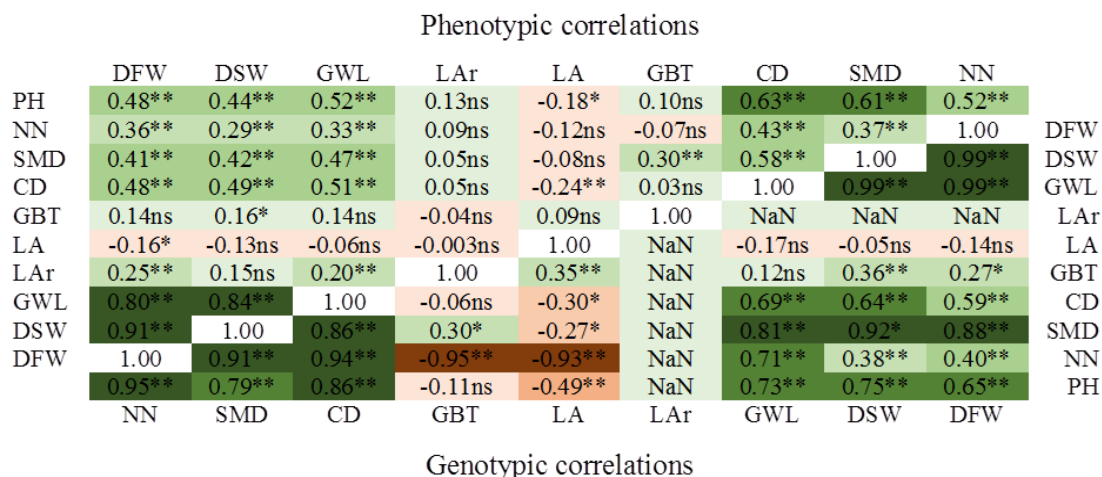 Phenotypic correlations
DFW DSW GWL LAr LA GBT CD SMD NN
PH 0.48** 0.44** 0.52** 0.13ns -0.18* 0.10ns 0.63** 0.61** 0.52**
NN 0.36** 0.29** 0.33** 0.09ns -0.12ns -0.07ns 0.43** 0.37** 1.00 DFW
SMD 0.41** 0.42** 0.47** 0.05ns -0.08ns 0.30** 0.58** 1.00 0.99** DSW
CD 0.48** 0.49** 0.51** 0.05ns -0.24** 0.03ns 1.00 0.99** 0.99** GWL
GBT 0.14ns 0.16* 0.14ns -0.04ns 0.09ns 1.00 NaN NaN NaN LAr
LA -0.16* -0.13ns -0.06ns -0.003ns 1.00 NaN -0.17ns -0.05ns -0.14ns LA
LAr 0.25** 0.15ns 0.20** 1.00 0.35** NaN 0.12ns 0.36** 0.27* GBT
GWL 0.80** 0.84** 1.00 -0.06ns -0.30* NaN 0.69** 0.64** 0.59** CD
DSW 0.91** 1.00 0.86** 0.30* -0.27* NaN 0.81** 0.92* 0.88** SMD
DFW 1.00 0.91** 0.94** -0.95** -0.93** NaN 0.71** 0.38** 0.40** NN
0.95** 0.79** 0.86** -0.11ns -0.49** NaN 0.73** 0.75** 0.65** PH
NN SMD CD GBT LA LAr GWL DSW DFW
Genotypic correlations